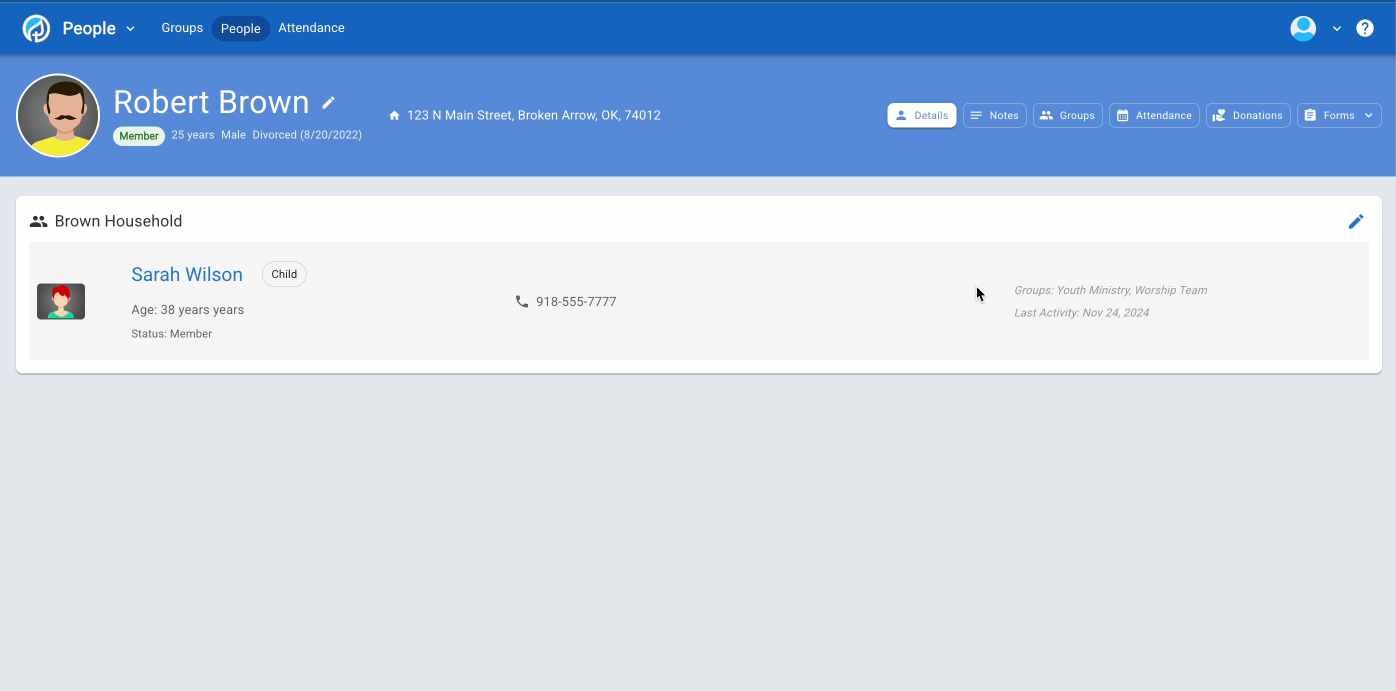 People
Groups
People
Attendance
Robert Brown
Member
25 years Male Divorced (8/20/2022)
123 N Main Street, Broken Arrow, OK, 74012
Details
Notes
Groups
Attendance
Donations
Forms
Brown Household
Sarah Wilson
Child
Age: 38 years years
Status: Member
918-555-7777
Groups: Youth Ministry, Worship Team
Last Activity: Nov 24, 2024